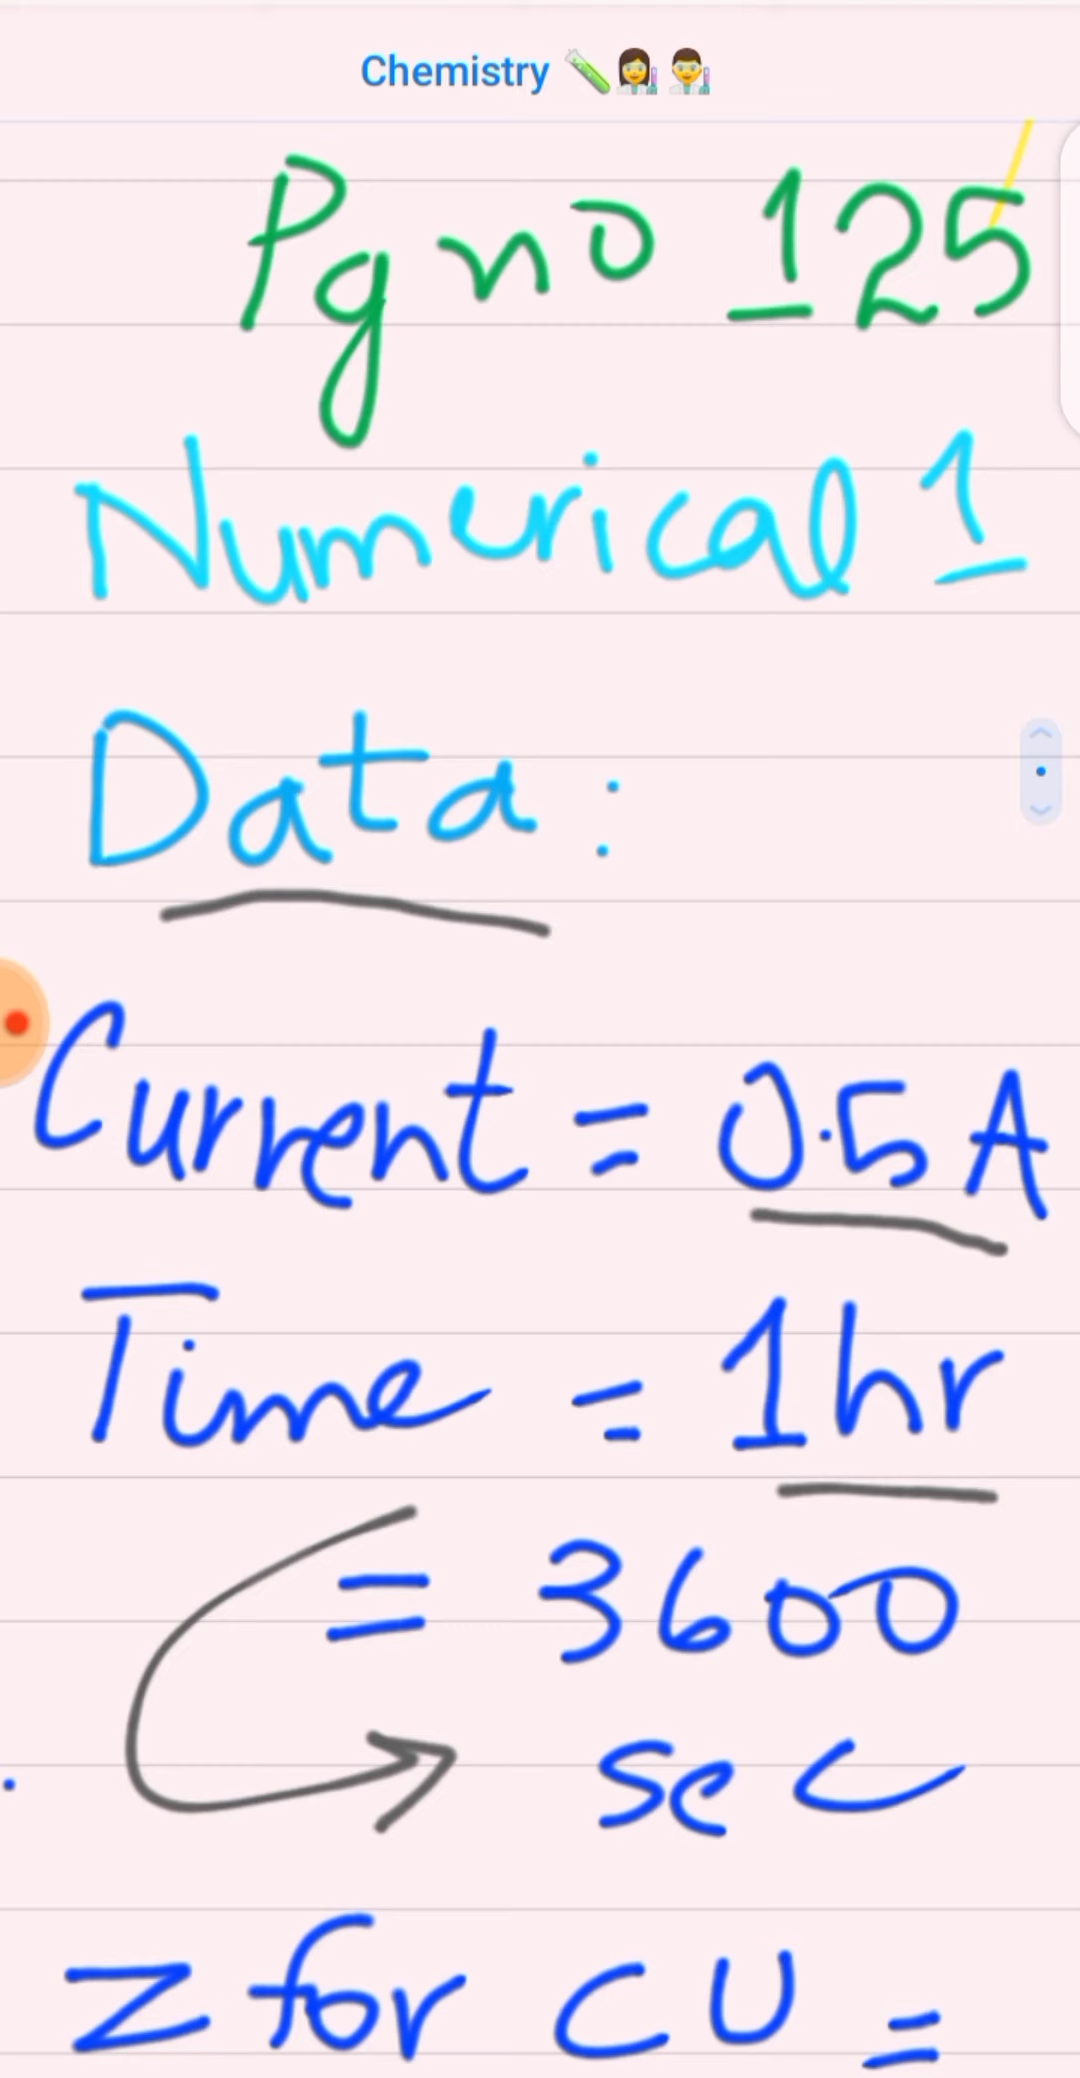 Chemistry 🧪👩‍🔬👨‍🔬
Pg no 125
Numerical 1
Data:
Current = 0.5A
Time = 1hr
= 3600
sec
Z for CU =